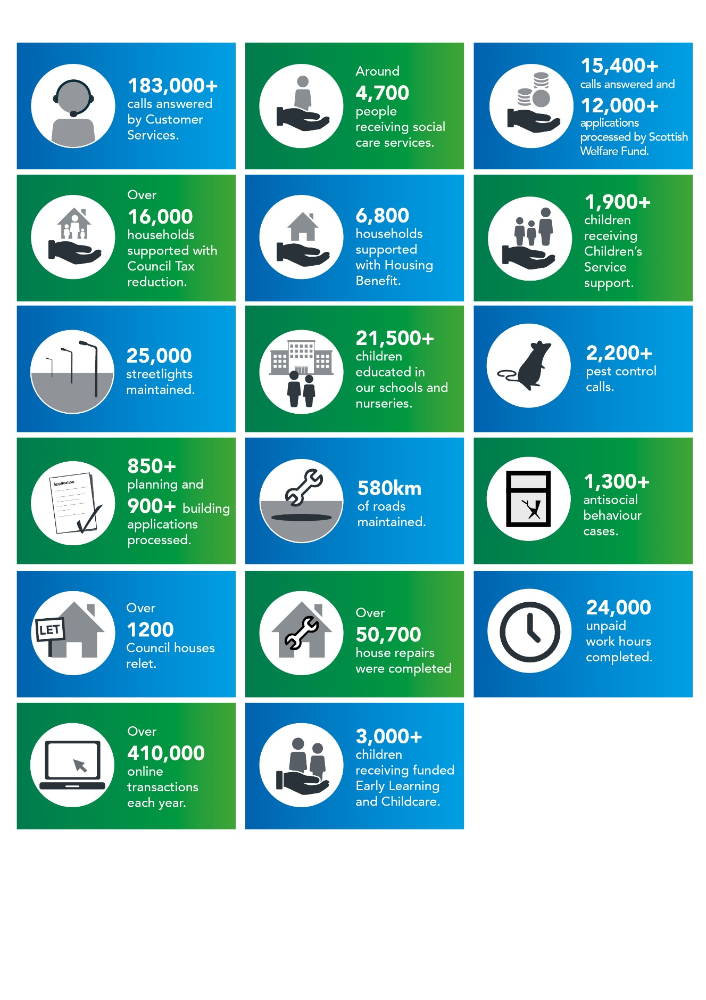 183,000+
calls answered
by Customer
Services.
Around
4,700
people
receiving social
care services.
15,400+
calls answered and
12,000+
applications
processed by Scottish
Welfare Fund.
Over
16,000
households
supported with
Council Tax
reduction.
6,800
households
supported
with Housing
Benefit.
1,900+
children
receiving
Children’s
Service
support.
25,000
streetlights
maintained.
21,500+
children
educated in
our schools and
nurseries.
2,200+
pest control
calls.
Application
850+
planning and
900+ building
applications
processed.
580km
of roads
maintained.
1,300+
antisocial
behaviour
cases.
LET
Over
1200
Council houses
relet.
Over
50,700
house repairs
were completed
24,000
unpaid
work hours
completed.
Over
410,000
online
transactions
each year.
3,000+
children
receiving funded
Early Learning
and Childcare.